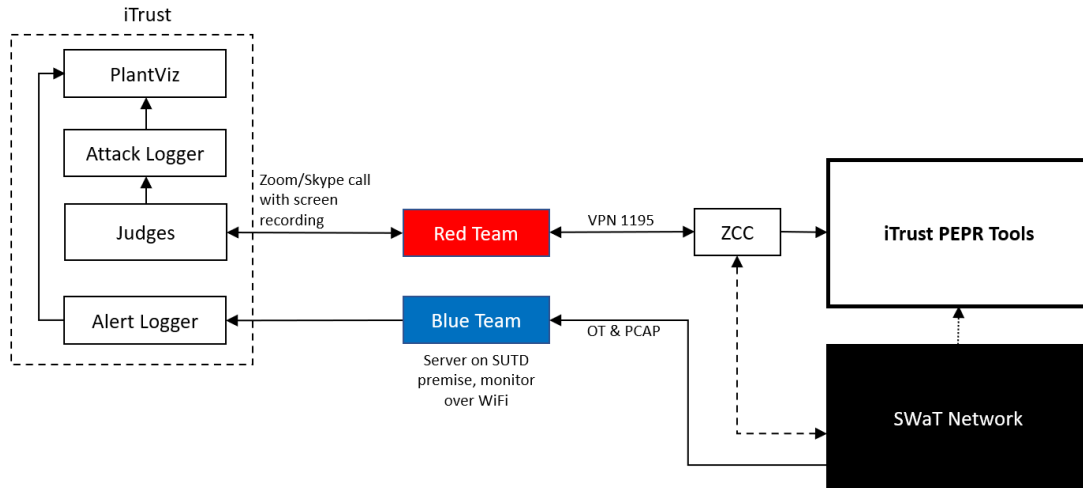 iTrust
PlantViz
Attack Logger
Judges
Alert Logger
Zoom/Skype call
with screen
recording
Red Team
Blue Team
Server on SUTD
premise, monitor
over WiFi
VPN 1195
OT & PCAP
ZCC
iTrust PEPR Tools
SWaT Network